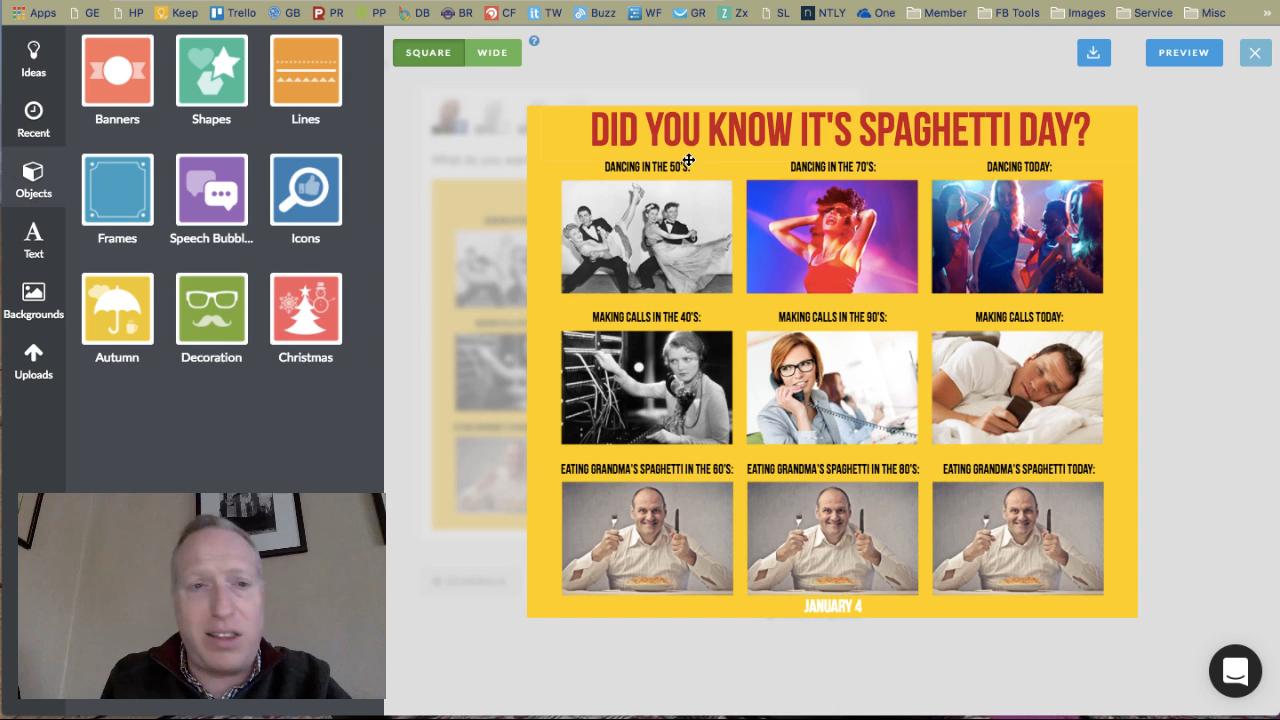 Apps GE HP Keep Trello GB PR PP DB BR CF TW Buzz WF GR Zx SL NTLY One Member FB Tools Images Service Misc »
SQUARE WIDE ? PREVIEW
Ideas
Recent
Objects
Text
Backgrounds
Uploads
Banners Shapes Lines
Frames Speech Bubbl... Icons
Autumn Decoration Christmas
DID YOU KNOW IT'S SPAGHETTI DAY?
DANCING IN THE 50'S: DANCING IN THE 70'S: DANCING TODAY:
MAKING CALLS IN THE 40'S: MAKING CALLS IN THE 90'S: MAKING CALLS TODAY:
EATING GRANDMA'S SPAGHETTI IN THE 60'S: EATING GRANDMA'S SPAGHETTI IN THE 80'S: EATING GRANDMA'S SPAGHETTI TODAY:
JANUARY 4